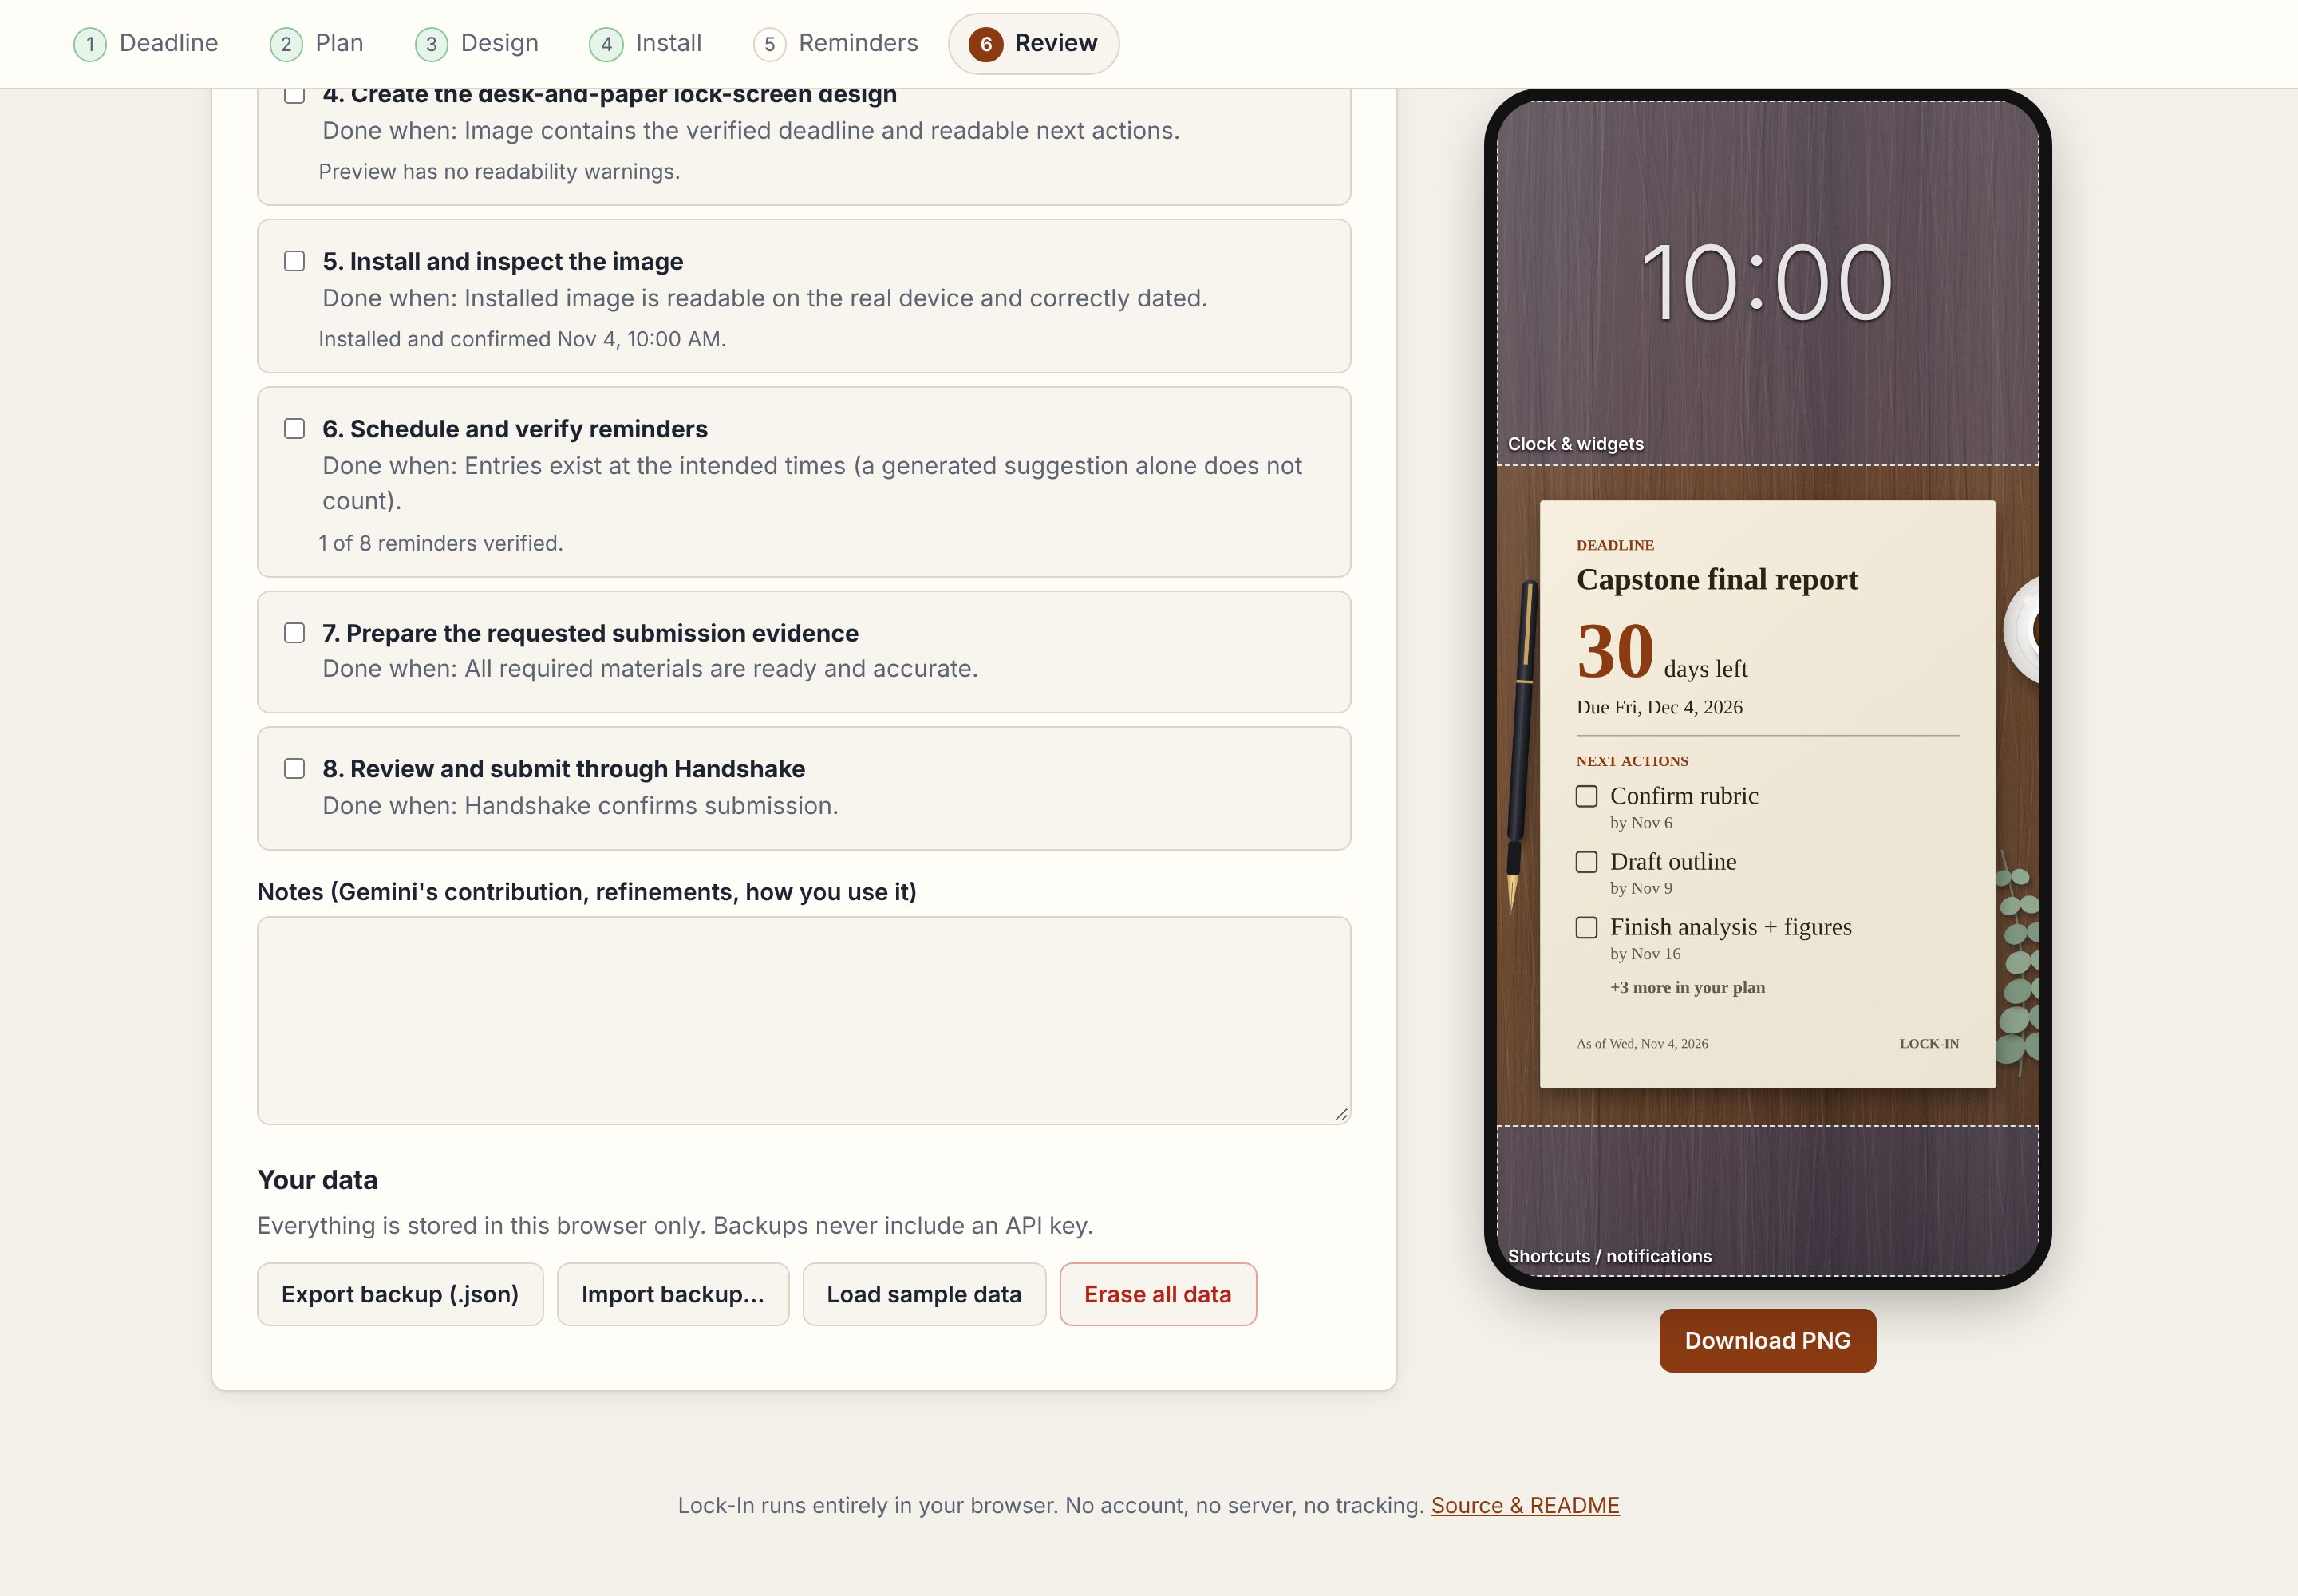 1 Deadline
2 Plan
3 Design
4 Install
5 Reminders
6 Review
4. Create the desk-and-paper lock-screen design
Done when: Image contains the verified deadline and readable next actions.
Preview has no readability warnings.
5. Install and inspect the image
Done when: Installed image is readable on the real device and correctly dated.
Installed and confirmed Nov 4, 10:00 AM.
6. Schedule and verify reminders
Done when: Entries exist at the intended times (a generated suggestion alone does not
count).
1 of 8 reminders verified.
7. Prepare the requested submission evidence
Done when: All required materials are ready and accurate.
8. Review and submit through Handshake
Done when: Handshake confirms submission.
Notes (Gemini's contribution, refinements, how you use it)
Your data
Everything is stored in this browser only. Backups never include an API key.
Export backup (.json)
Import backup...
Load sample data
Erase all data
10:00
Clock & widgets
DEADLINE
Capstone final report
30 days left
Due Fri, Dec 4, 2026
NEXT ACTIONS
Confirm rubric
by Nov 6
Draft outline
by Nov 9
Finish analysis + figures
by Nov 16
+3 more in your plan
As of Wed, Nov 4, 2026
LOCK-IN
Shortcuts / notifications
Download PNG
Lock-In runs entirely in your browser. No account, no server, no tracking. Source & README